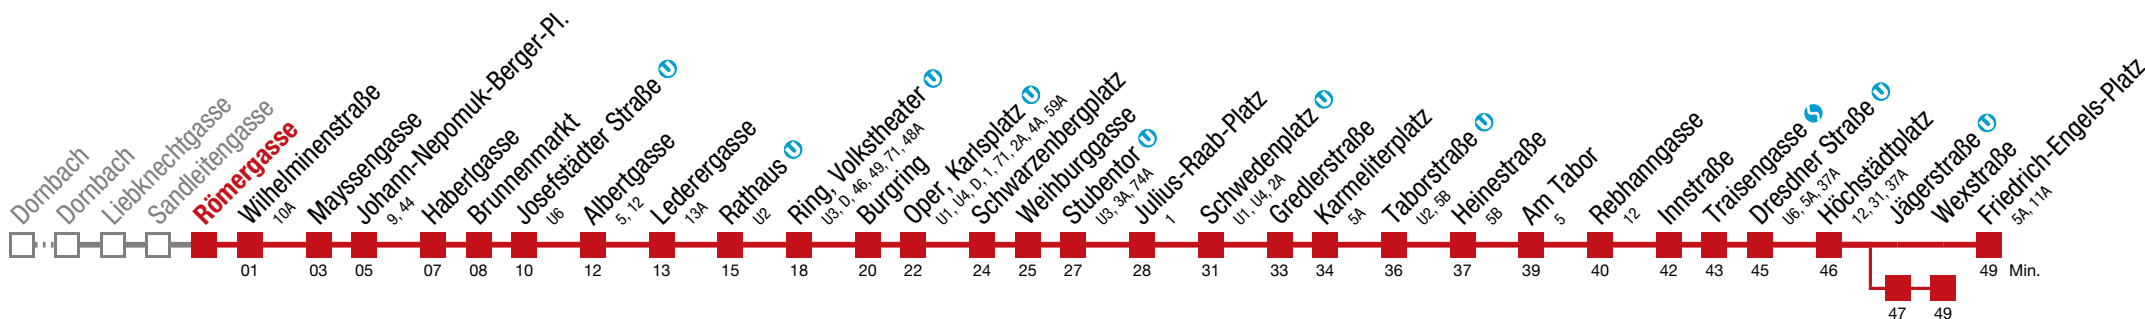 Dornbach
Dornbach
Liebknechtgasse
Sandleitengasse
Römergasse
Wilhelminenstraße
10A
Mayssengasse
Johann-Nepomuk-Berger-Pl.
9, 44
Haberlgasse
Brunnenmarkt
Josefstädter Straße U
U6
Albertgasse
5, 12
Lederergasse
13A
Rathaus U
U2
Ring, Volkstheater U
U3, D, 46, 49, 71, 48A
Burgring
Oper, Karlsplatz U
U1, U4, D, 1, 71, 2A, 4A, 59A
Schwarzenbergplatz
Weihburggasse
Stubentor U
U3, 3A, 74A
Julius-Raab-Platz
1
Schwedenplatz U
U1, U4, 2A
Gredlerstraße
Karmeliterplatz
5A
Taborstraße U
U2, 5B
Heinestraße
5B
Am Tabor
5
Rebhanngasse
12
Innstraße
Traisengasse S
Dresdner Straße U
U6, 5A, 37A
Höchstädtplatz
12, 31, 37A
Jägerstraße U
Wexstraße
Friedrich-Engels-Platz
5A, 11A
01 03 05 07 08 10 12 13 15 18 20 22 24 25 27 28 31 33 34 36 37 39 40 42 43 45 46 49 Min.
47 49